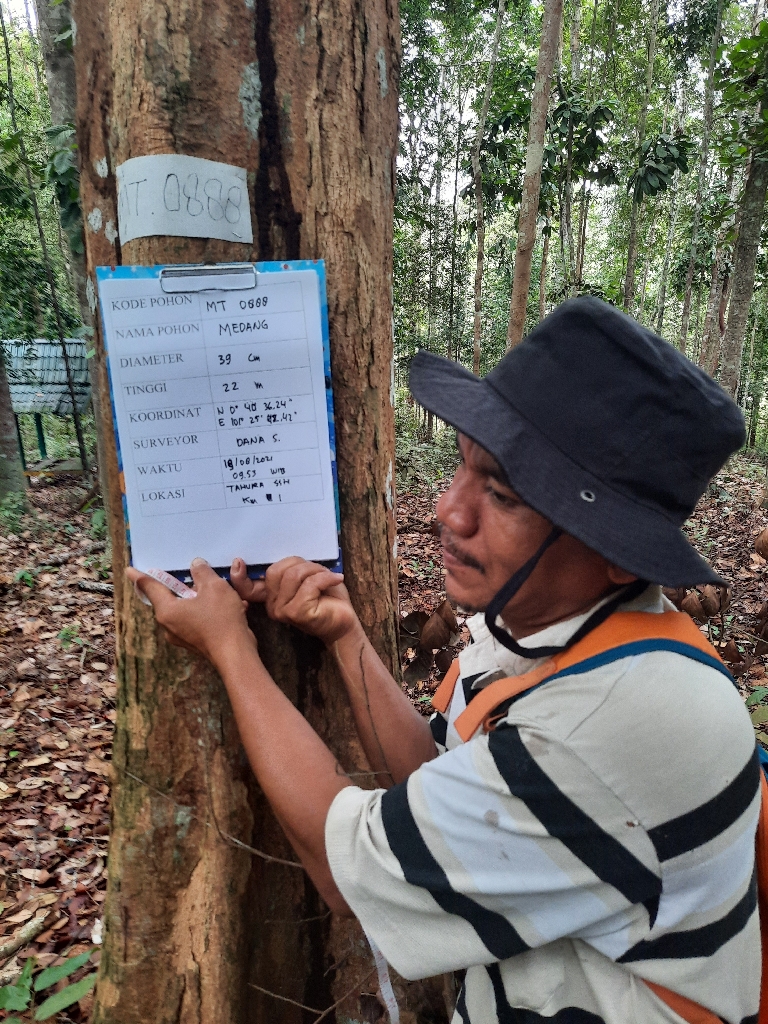 MT. 0888
KODE POHON MT 0888
NAMA POHON MEDANG
DIAMETER 39 Cm
TINGGI 22 m
KOORDINAT N 0° 40' 36.24"
E 101° 25' 42.42"
SURVEYOR DANA S.
WAKTU 18/08/2021
09.53 WIB
LOKASI TAHURA SSH
Km 1